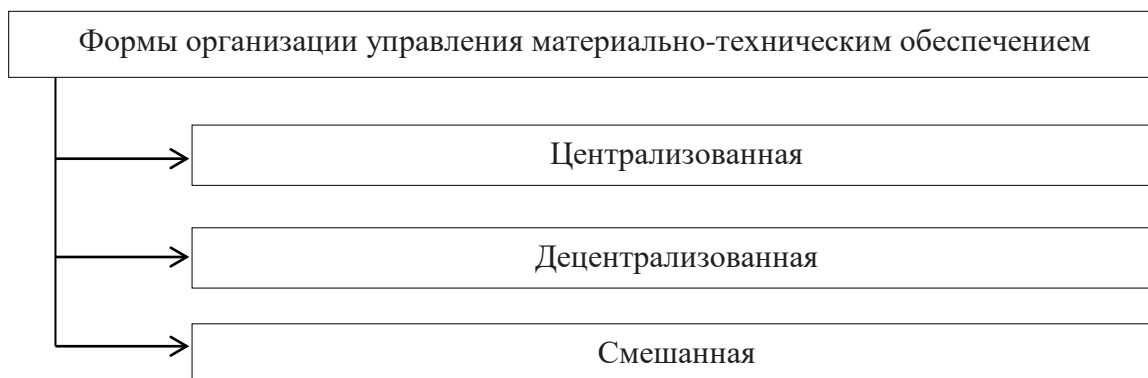 Формы организации управления материально-техническим обеспечением
Централизованная
Децентрализованная
Смешанная